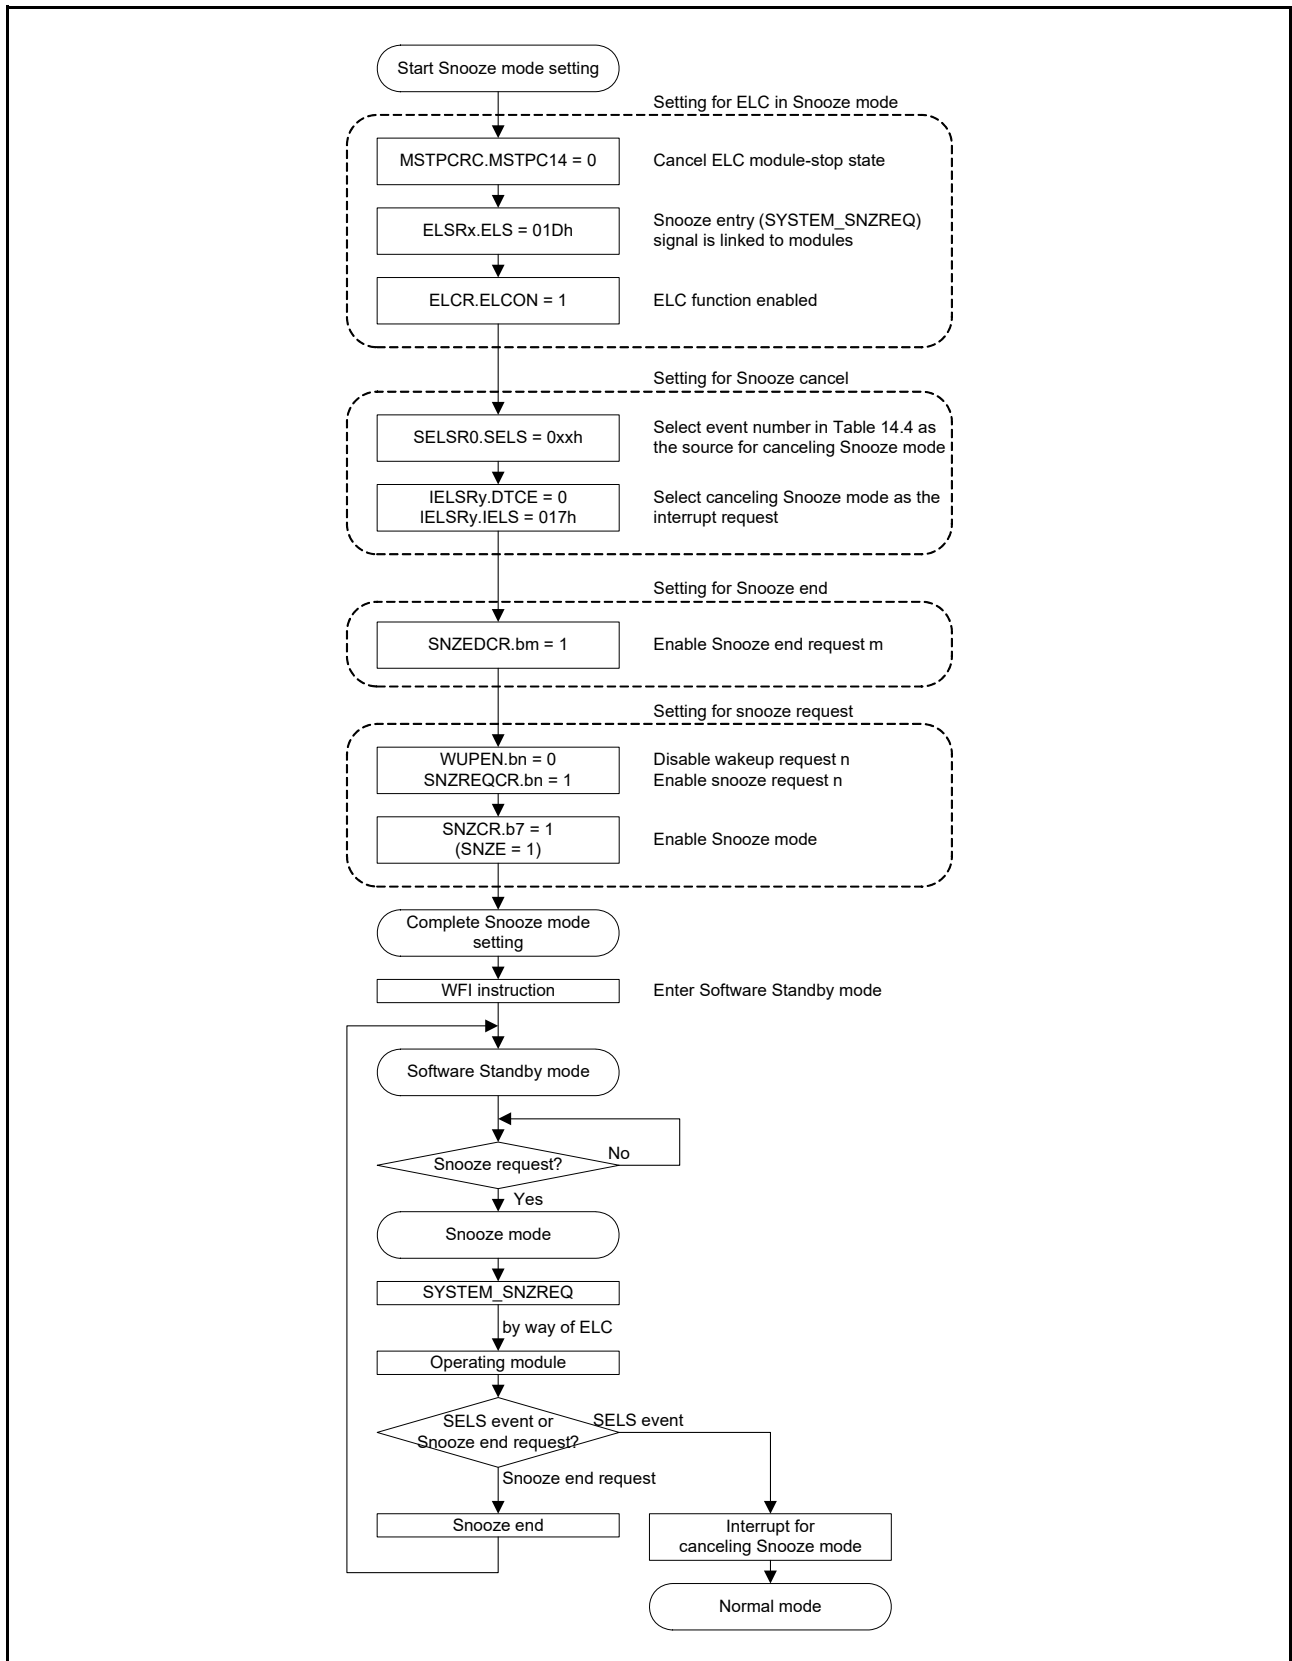 Start Snooze mode setting
Setting for ELC in Snooze mode
MSTPCRC.MSTPC14 = 0
Cancel ELC module-stop state
ELSRx.ELS = 01Dh
Snooze entry (SYSTEM_SNZREQ)
signal is linked to modules
ELCR.ELCON = 1
ELC function enabled
Setting for Snooze cancel
SELSR0.SELS = 0xxh
Select event number in Table 14.4 as
the source for canceling Snooze mode
IELSRy.DTCE = 0
IELSRy.IELS = 017h
Select canceling Snooze mode as the
interrupt request
Setting for Snooze end
SNZEDCR.bm = 1
Enable Snooze end request m
Setting for snooze request
WUPEN.bn = 0
SNZREQCR.bn = 1
Disable wakeup request n
Enable snooze request n
SNZCR.b7 = 1
(SNZE = 1)
Enable Snooze mode
Complete Snooze mode
setting
WFI instruction
Enter Software Standby mode
Software Standby mode
Snooze request?
No
Yes
Snooze mode
SYSTEM_SNZREQ
by way of ELC
Operating module
SELS event or
Snooze end request?
SELS event
Snooze end request
Snooze end
Interrupt for
canceling Snooze mode
Normal mode